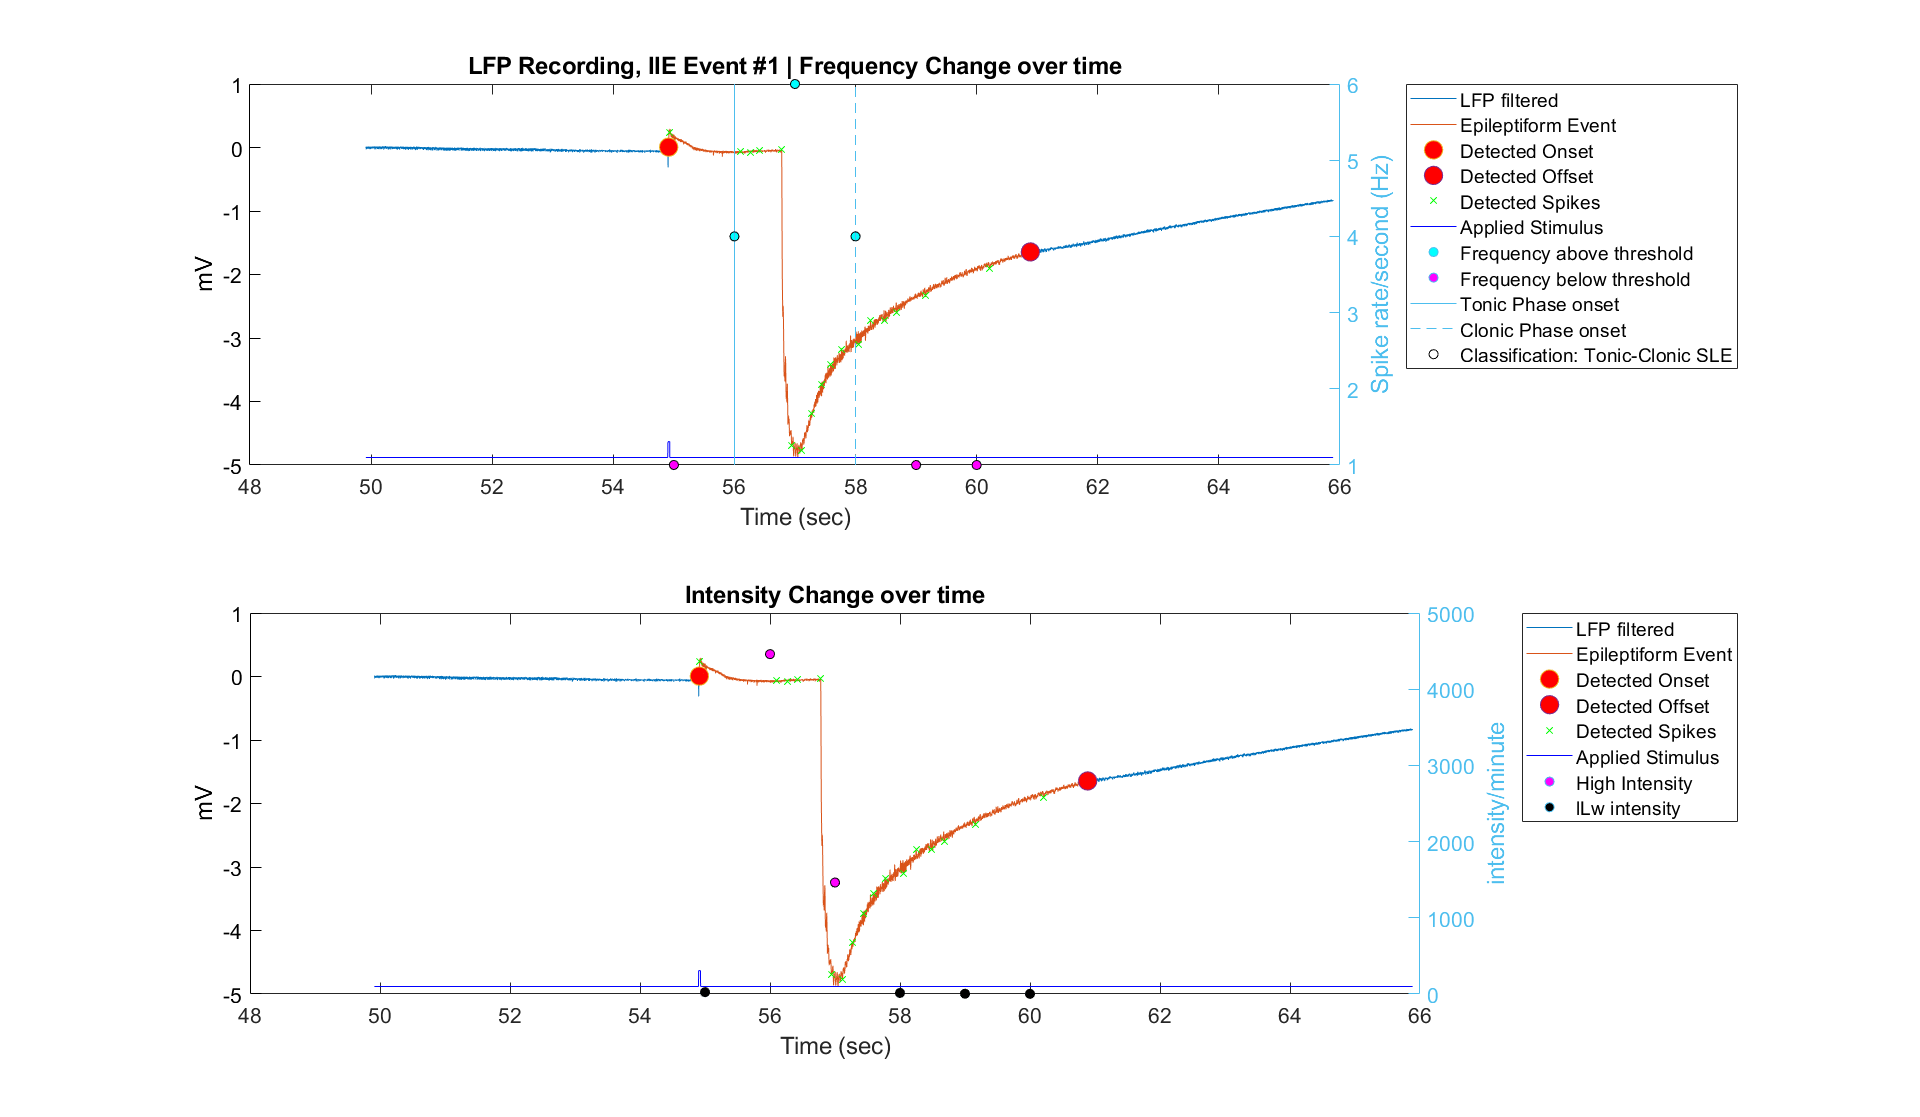 LFP Recording, IIE Event #1 | Frequency Change over time
1
0
-1
-2
-3
-4
-5
mV
48 50 52 54 56 58 60 62 64 66
Time (sec)
6
5
4
3
2
1
Spike rate/second (Hz)
LFP filtered
Epileptiform Event
Detected Onset
Detected Offset
Detected Spikes
Applied Stimulus
Frequency above threshold
Frequency below threshold
Tonic Phase onset
Clonic Phase onset
Classification: Tonic-Clonic SLE
Intensity Change over time
1
0
-1
-2
-3
-4
-5
mV
48 50 52 54 56 58 60 62 64 66
Time (sec)
5000
4000
3000
2000
1000
0
intensity/minute
LFP filtered
Epileptiform Event
Detected Onset
Detected Offset
Detected Spikes
Applied Stimulus
High Intensity
lLw intensity